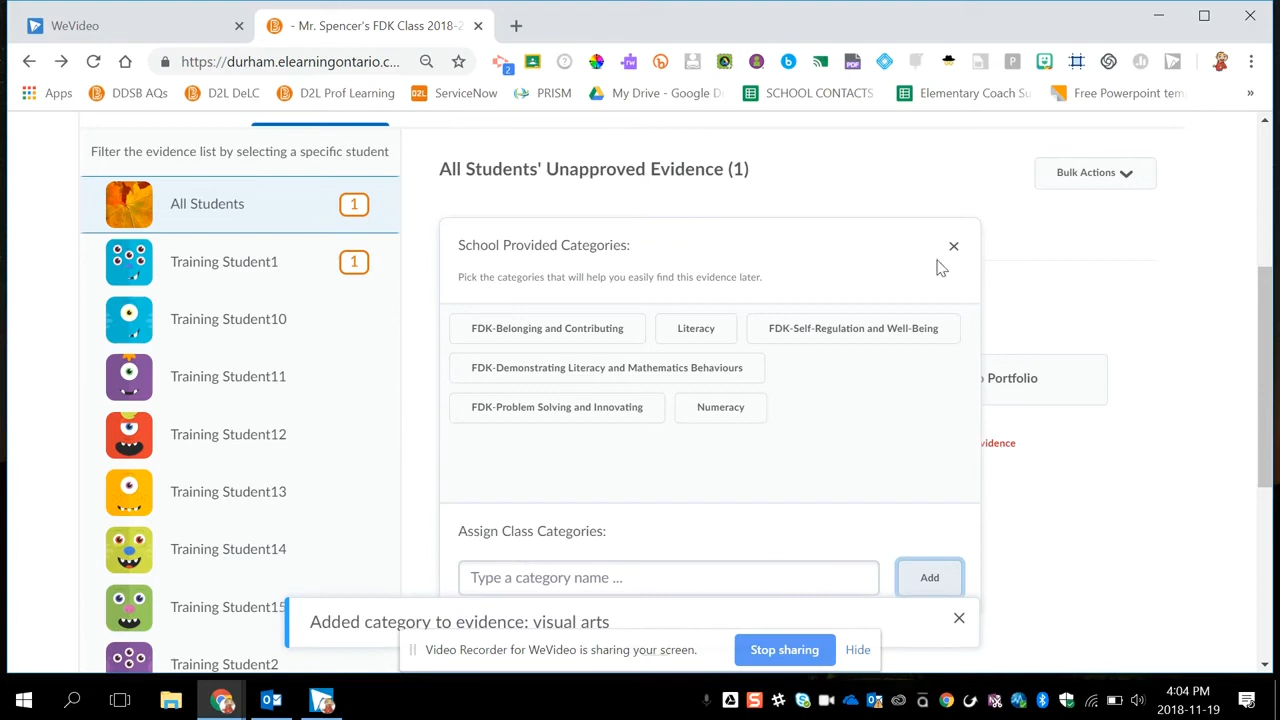 WeVideo
- Mr. Spencer's FDK Class 2018-2
https://durham.elearningontario.c...
2
Apps
DDSB AQs
D2L DeLC
D2L Prof Learning
ServiceNow
PRISM
My Drive - Google D
SCHOOL CONTACTS
Elementary Coach Su
Free Powerpoint tem
»
Filter the evidence list by selecting a specific student
All Students
1
Training Student1
1
Training Student10
Training Student11
Training Student12
Training Student13
Training Student14
Training Student15
Training Student2
All Students' Unapproved Evidence (1)
Bulk Actions
School Provided Categories:
Pick the categories that will help you easily find this evidence later.
FDK-Belonging and Contributing
Literacy
FDK-Self-Regulation and Well-Being
FDK-Demonstrating Literacy and Mathematics Behaviours
FDK-Problem Solving and Innovating
Numeracy
Portfolio
vidence
Assign Class Categories:
Type a category name ...
Add
Added category to evidence: visual arts
Video Recorder for WeVideo is sharing your screen.
Stop sharing
Hide
4:04 PM
2018-11-19